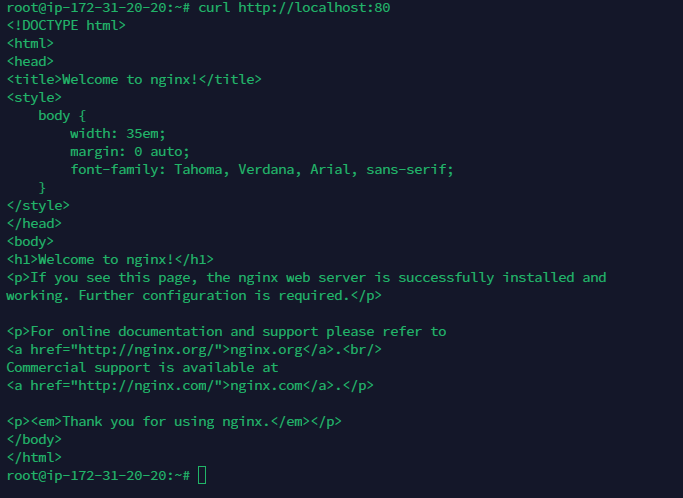 root@ip-172-31-20-20:~# curl http://localhost:80
<!DOCTYPE html>
<html>
<head>
<title>Welcome to nginx!</title>
<style>
    body {
        width: 35em;
        margin: 0 auto;
        font-family: Tahoma, Verdana, Arial, sans-serif;
    }
</style>
</head>
<body>
<h1>Welcome to nginx!</h1>
<p>If you see this page, the nginx web server is successfully installed and
working. Further configuration is required.</p>

<p>For online documentation and support please refer to
<a href="http://nginx.org/">nginx.org</a>.<br/>
Commercial support is available at
<a href="http://nginx.com/">nginx.com</a>.</p>

<p><em>Thank you for using nginx.</em></p>
</body>
</html>
root@ip-172-31-20-20:~#